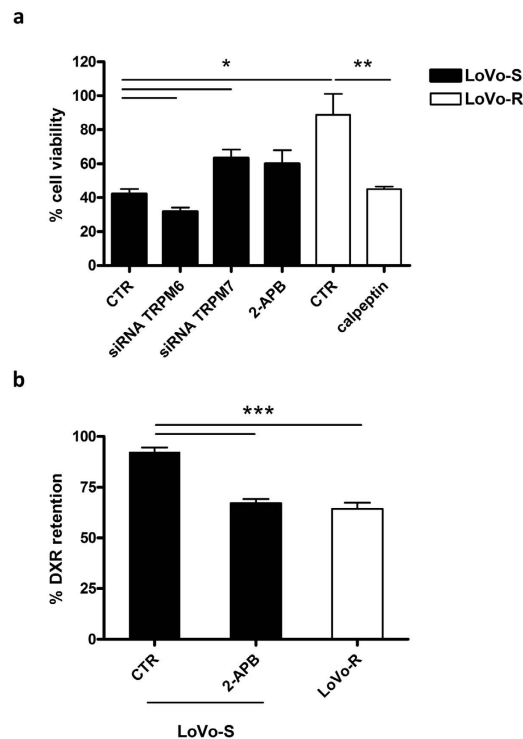 a
120
100
80
60
40
20
0
% cell viability
*
**
LoVo-S
LoVo-R
CTR
siRNA TRPM6
siRNA TRPM7
2-APB
CTR
calpeptin
b
100
75
50
25
0
% DXR retention
***
CTR
2-APB
LoVo-R
LoVo-S